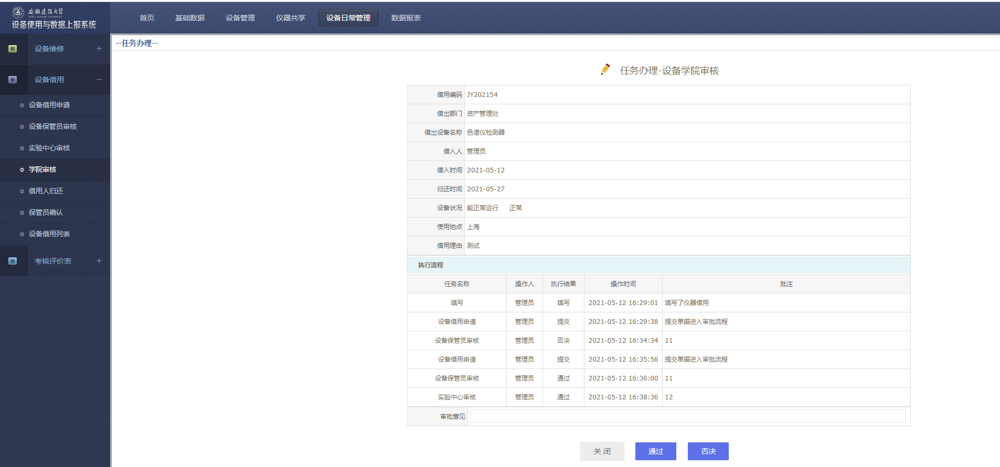 安徽建筑大学
ANHUI JIANZHU UNIVERSITY
设备使用与数据上报系统
首页 基础数据 设备管理 仪器共享 设备日常管理 数据报表
设备维修 +
设备借用 −
设备借用申请
设备保管员审核
实验中心审核
学院审核
借用人归还
保管员确认
设备借用列表
考核评价表 +
--任务办理--
任务办理-设备学院审核
借用编码 JY202154
借出部门 资产管理处
借出设备名称 色谱仪检测器
借入人 管理员
借入时间 2021-05-12
归还时间 2021-05-27
设备状况 能正常运行 正常
使用地点 上海
借用理由 测试
执行流程
任务名称 操作人 执行结果 操作时间 批注
填写 管理员 填写 2021-05-12 16:29:01 填写了仪器借用
设备借用申请 管理员 提交 2021-05-12 16:29:38 提交单据进入审批流程
设备保管员审核 管理员 否决 2021-05-12 16:34:34 11
设备借用申请 管理员 提交 2021-05-12 16:35:56 提交单据进入审批流程
设备保管员审核 管理员 通过 2021-05-12 16:36:00 11
实验中心审核 管理员 通过 2021-05-12 16:38:36 12
审批意见
关 闭 通过 否决